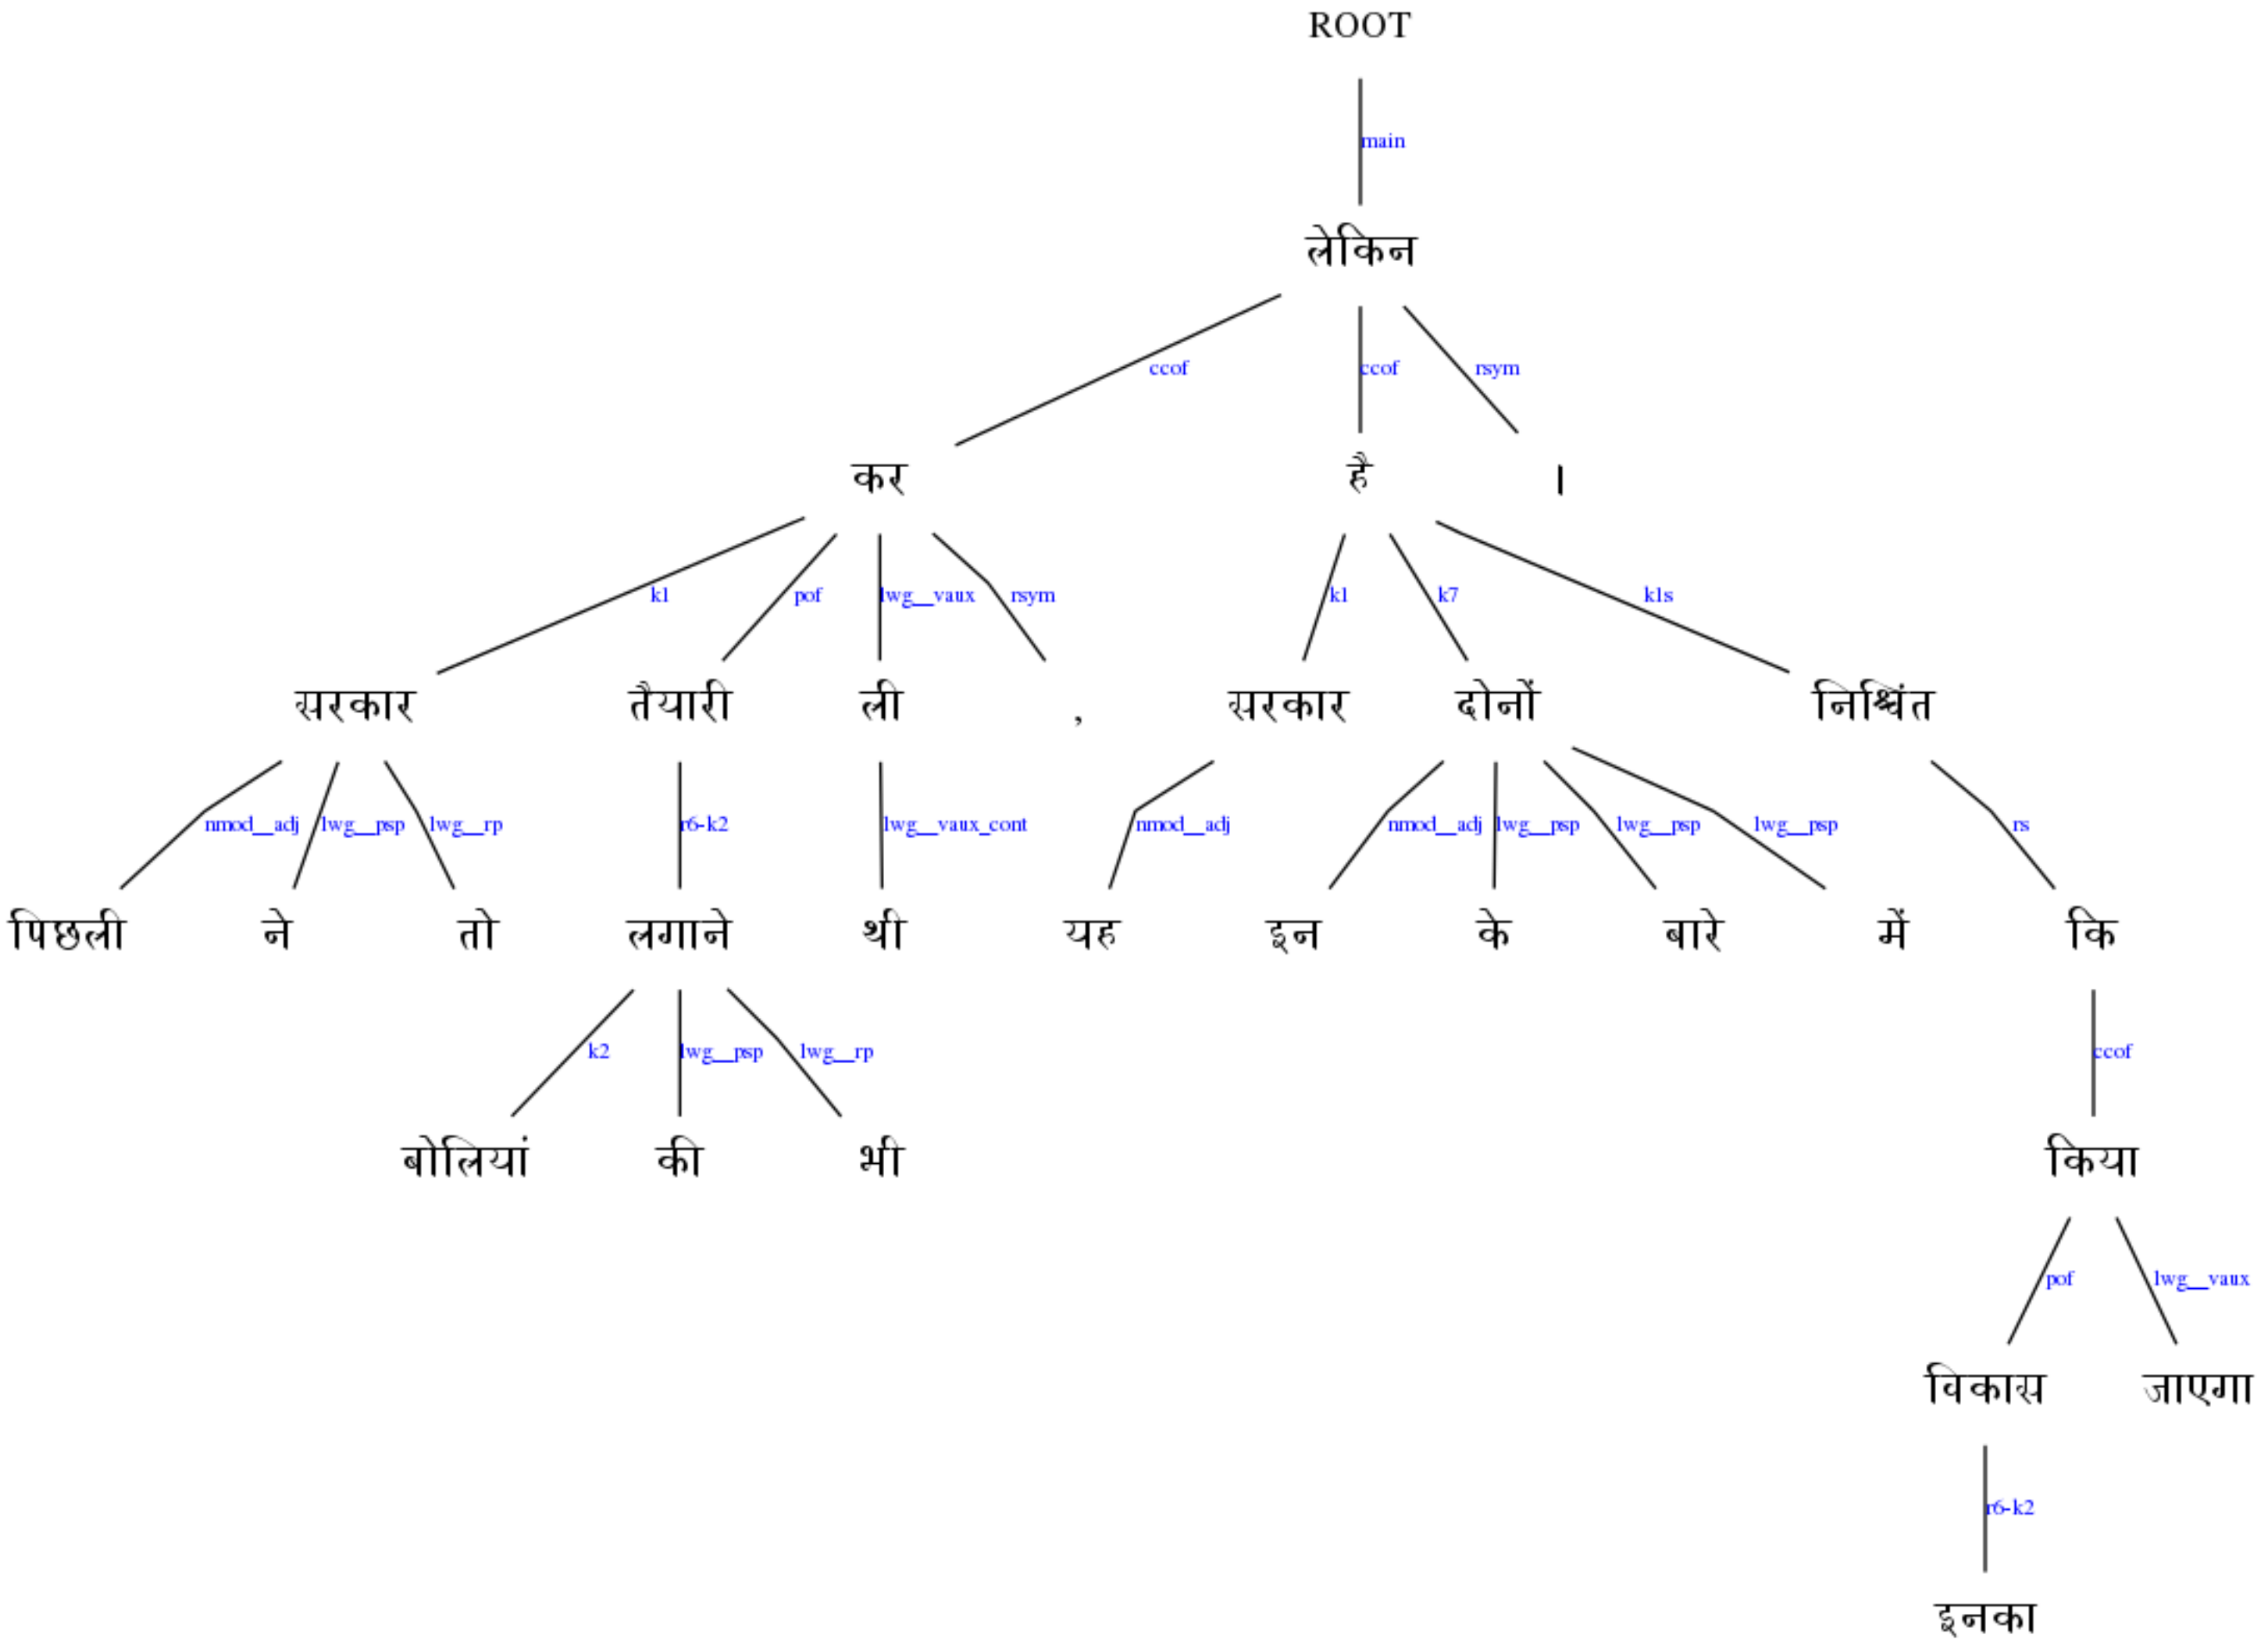 ROOT
main
लेकिन
ccof ccof rsym
कर है ।
k1 pof lwg__vaux rsym k1 k7 k1s
सरकार तैयारी ली , सरकार दोनों निश्चिंत
nmod__adj lwg__psp lwg__rp r6-k2 lwg__vaux_cont nmod__adj nmod__adj lwg__psp lwg__psp lwg__psp rs
पिछली ने तो लगाने थी यह इन के बारे में कि
k2 lwg__psp lwg__rp ccof
बोलियां की भी किया
pof lwg__vaux
विकास जाएगा
r6-k2
इनका